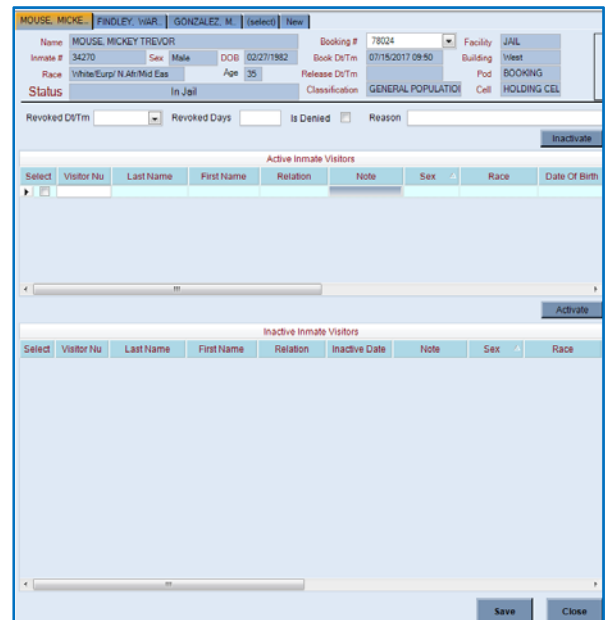 MOUSE, MICKE.. FINDLEY, WAR.. GONZALEZ, M.. (select) New
Name MOUSE, MICKEY TREVOR Booking # 78024 Facility JAIL
Inmate # 34270 Sex Male DOB 02/27/1982 Book Dt/Tm 07/15/2017 09:50 Building West
Race White/Eurp/ N.Afr/Mid Eas Age 35 Release Dt/Tm Pod BOOKING
Status In Jail Classification GENERAL POPULATIOI Cell HOLDING CEL
Revoked Dt/Tm Revoked Days Is Denied Reason
Inactivate
Active Inmate Visitors
Select Visitor Nu Last Name First Name Relation Note Sex Race Date Of Birth
Activate
Inactive Inmate Visitors
Select Visitor Nu Last Name First Name Relation Inactive Date Note Sex Race
Save Close